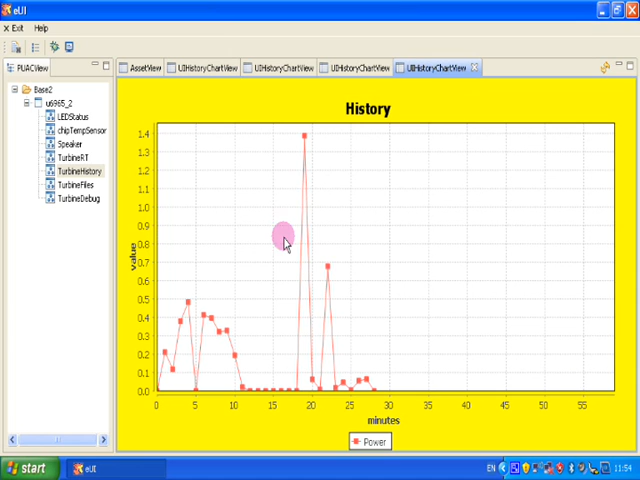 eUI
Exit Help
PUACView
AssetView UIHistoryChartView UIHistoryChartView UIHistoryChartView UIHistoryChartView
Base2
u6965_2
LEDStatus
chipTempSensor
Speaker
TurbineRT
TurbineHistory
TurbineFiles
TurbineDebug
History
1.4
1.3
1.2
1.1
1.0
0.9
0.8
0.7
0.6
0.5
0.4
0.3
0.2
0.1
0.0
value
0 5 10 15 20 25 30 35 40 45 50 55
minutes
Power
start eUI EN 11:54